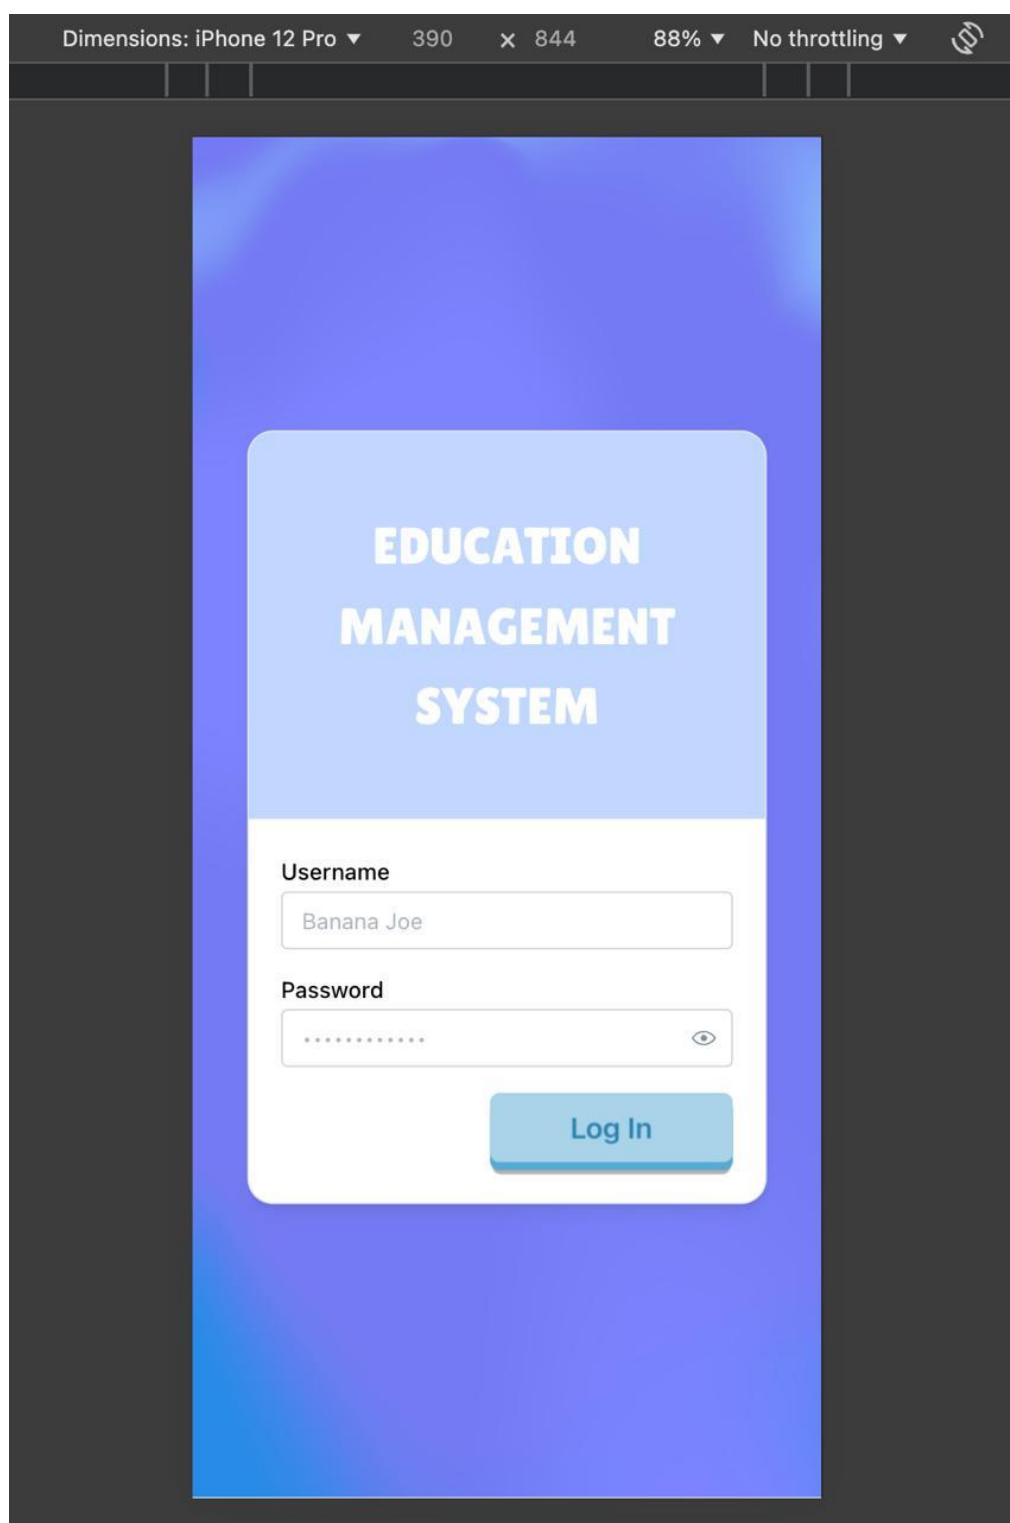 Dimensions: iPhone 12 Pro ▼ 390 × 844 88% ▼ No throttling ▼
EDUCATION
MANAGEMENT
SYSTEM
Username
Banana Joe
Password
••••••••••••
Log In